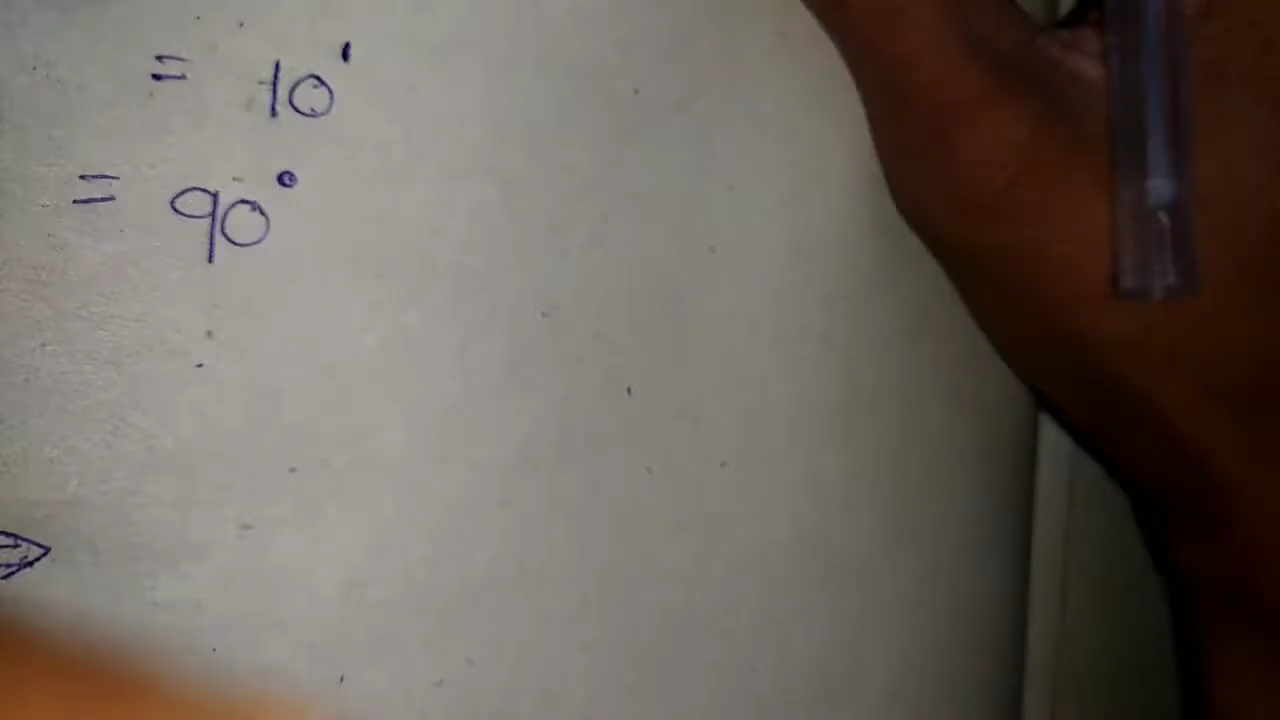 = 10'
= 90°